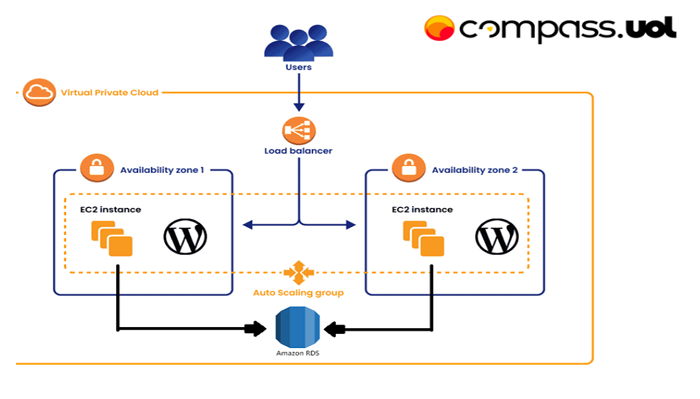 compass.uol
Users
Virtual Private Cloud
Load balancer
Availability zone 1
Availability zone 2
EC2 instance
EC2 instance
Auto Scaling group
Amazon RDS